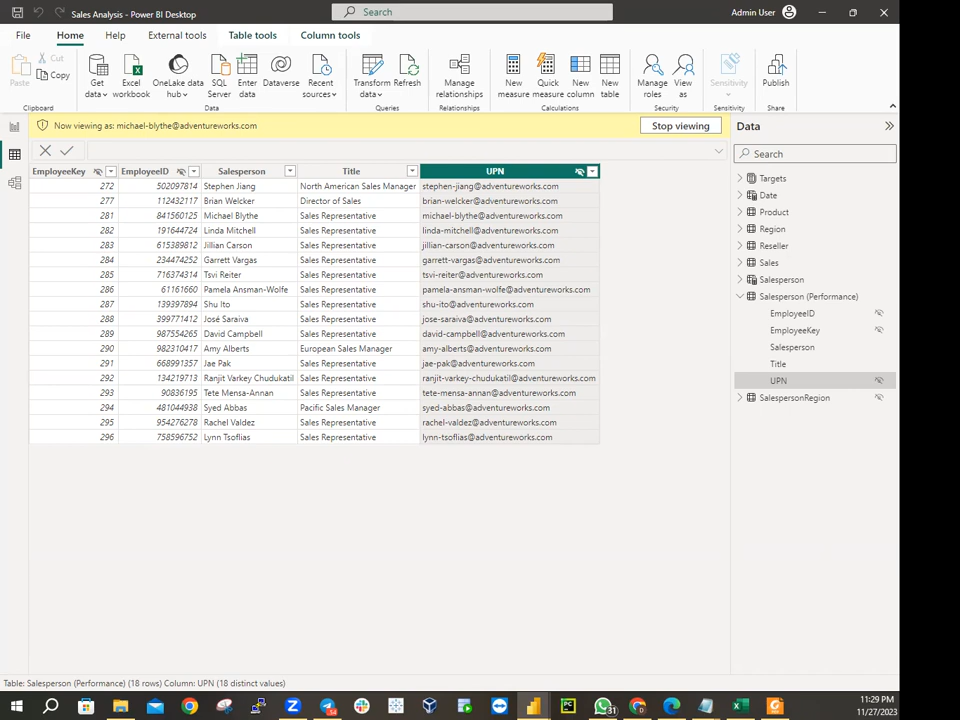 Sales Analysis - Power BI Desktop
Search
Admin User
File Home Help External tools Table tools Column tools
Paste
Cut
Copy
Get data
Excel workbook
OneLake data hub
SQL Server
Enter data
Dataverse
Recent sources
Transform data
Refresh
Manage relationships
New measure
Quick measure
New column
New table
Manage roles
View as
Sensitivity
Publish
Clipboard Data Queries Relationships Calculations Security Sensitivity Share
Now viewing as: michael-blythe@adventureworks.com
Stop viewing
EmployeeKey EmployeeID Salesperson Title UPN
272 502097814 Stephen Jiang North American Sales Manager stephen-jiang@adventureworks.com
277 112432117 Brian Welcker Director of Sales brian-welcker@adventureworks.com
281 841560125 Michael Blythe Sales Representative michael-blythe@adventureworks.com
282 191644724 Linda Mitchell Sales Representative linda-mitchell@adventureworks.com
283 615389812 Jillian Carson Sales Representative jillian-carson@adventureworks.com
284 234474252 Garrett Vargas Sales Representative garrett-vargas@adventureworks.com
285 716374314 Tsvi Reiter Sales Representative tsvi-reiter@adventureworks.com
286 61161660 Pamela Ansman-Wolfe Sales Representative pamela-ansman-wolfe@adventureworks.com
287 139397894 Shu Ito Sales Representative shu-ito@adventureworks.com
288 399771412 José Saraiva Sales Representative jose-saraiva@adventureworks.com
289 987554265 David Campbell Sales Representative david-campbell@adventureworks.com
290 982310417 Amy Alberts European Sales Manager amy-alberts@adventureworks.com
291 668991357 Jae Pak Sales Representative jae-pak@adventureworks.com
292 134219713 Ranjit Varkey Chudukatil Sales Representative ranjit-varkey-chudukatil@adventureworks.com
293 90836195 Tete Mensa-Annan Sales Representative tete-mensa-annan@adventureworks.com
294 481044938 Syed Abbas Pacific Sales Manager syed-abbas@adventureworks.com
295 954276278 Rachel Valdez Sales Representative rachel-valdez@adventureworks.com
296 758596752 Lynn Tsoflias Sales Representative lynn-tsoflias@adventureworks.com
Data
Search
Targets
Date
Product
Region
Reseller
Sales
Salesperson
Salesperson (Performance)
EmployeeID
EmployeeKey
Salesperson
Title
UPN
SalespersonRegion
Table: Salesperson (Performance) (18 rows) Column: UPN (18 distinct values)
11:29 PM
11/27/2023